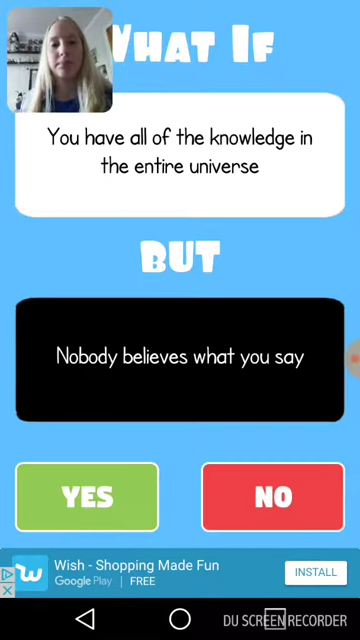 WHAT IF
You have all of the knowledge in
the entire universe
BUT
Nobody believes what you say
YES
NO
Wish - Shopping Made Fun
Google Play | FREE
INSTALL
DU SCREEN RECORDER